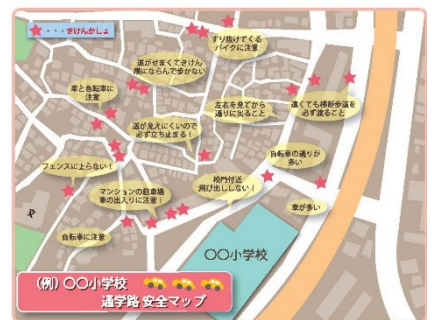 ★・・・きけんかしょ
すり抜けてくる
バイクに注意
道がせまくてきけん
横にならんで歩かない
車と自転車に
注意
左右を見てから
通りに出ること
遠くても横断歩道を
必ず渡ること
道が見えにくいので
必ず立ち止まる!
自転車の通りが
多い
フェンスに上らない!
マンションの駐車場
車の出入りに注意!
校門付近
飛び出ししない!
車が多い
自転車に注意
〇〇小学校
(例)〇〇小学校
通学路 安全マップ